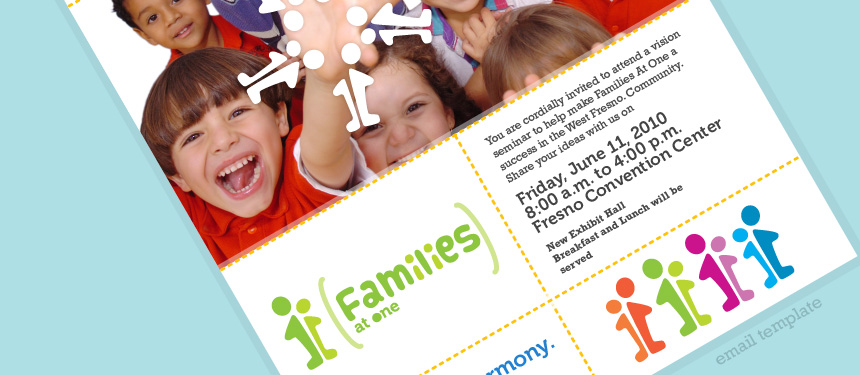 You are cordially invited to attend a vision
seminar to help make Families At One a
success in the West Fresno Community.
Share your ideas with us on
Friday, June 11, 2010
8:00 a.m. to 4:00 p.m.
Fresno Convention Center
New Exhibit Hall
Breakfast and Lunch will be
served
(Families)
at one
rmony.
email template